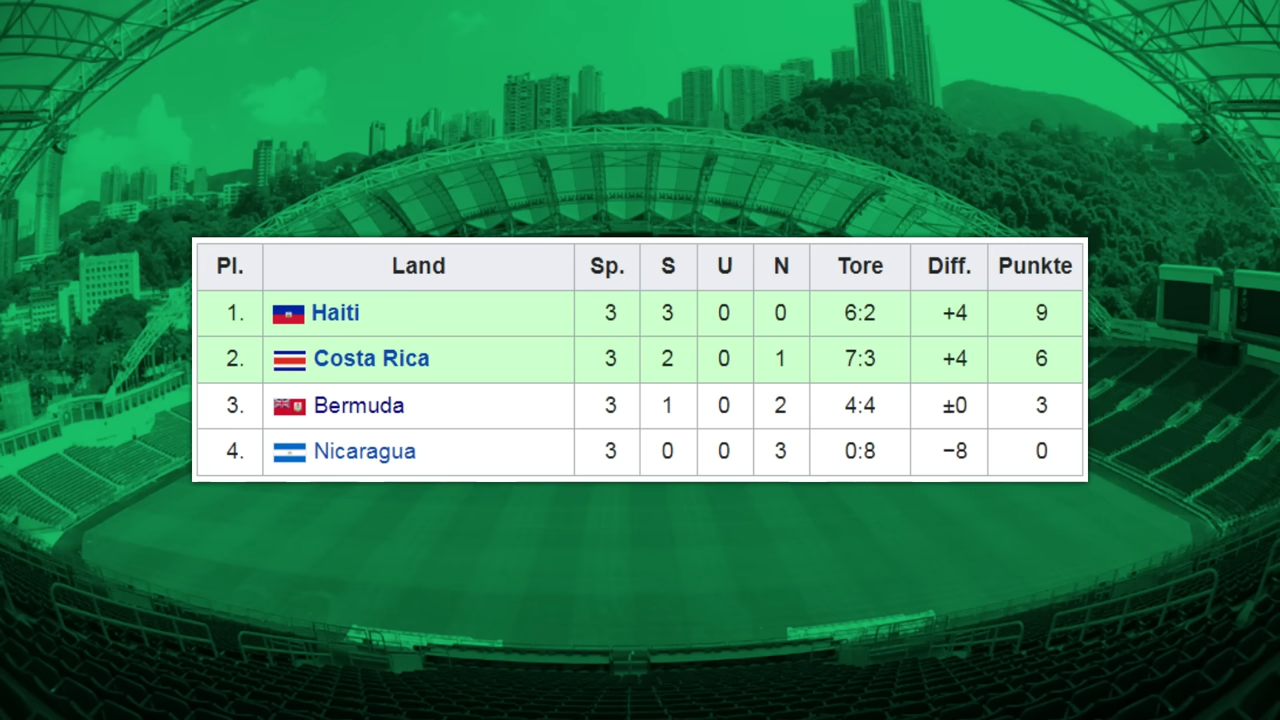 Pl. Land Sp. S U N Tore Diff. Punkte
1. Haiti 3 3 0 0 6:2 +4 9
2. Costa Rica 3 2 0 1 7:3 +4 6
3. Bermuda 3 1 0 2 4:4 ±0 3
4. Nicaragua 3 0 0 3 0:8 −8 0